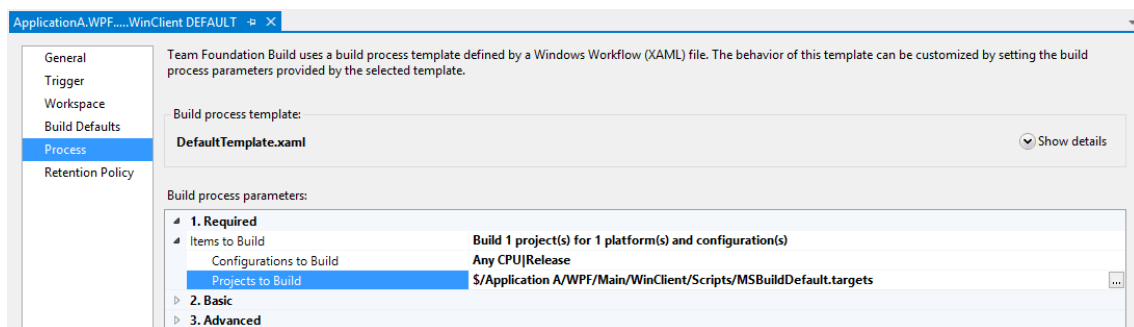 ApplicationA.WPF.....WinClient DEFAULT
General
Trigger
Workspace
Build Defaults
Process
Retention Policy
Team Foundation Build uses a build process template defined by a Windows Workflow (XAML) file. The behavior of this template can be customized by setting the build
process parameters provided by the selected template.
Build process template:
DefaultTemplate.xaml
Show details
Build process parameters:
1. Required
Items to Build Build 1 project(s) for 1 platform(s) and configuration(s)
Configurations to Build Any CPU|Release
Projects to Build $/Application A/WPF/Main/WinClient/Scripts/MSBuildDefault.targets ...
2. Basic
3. Advanced